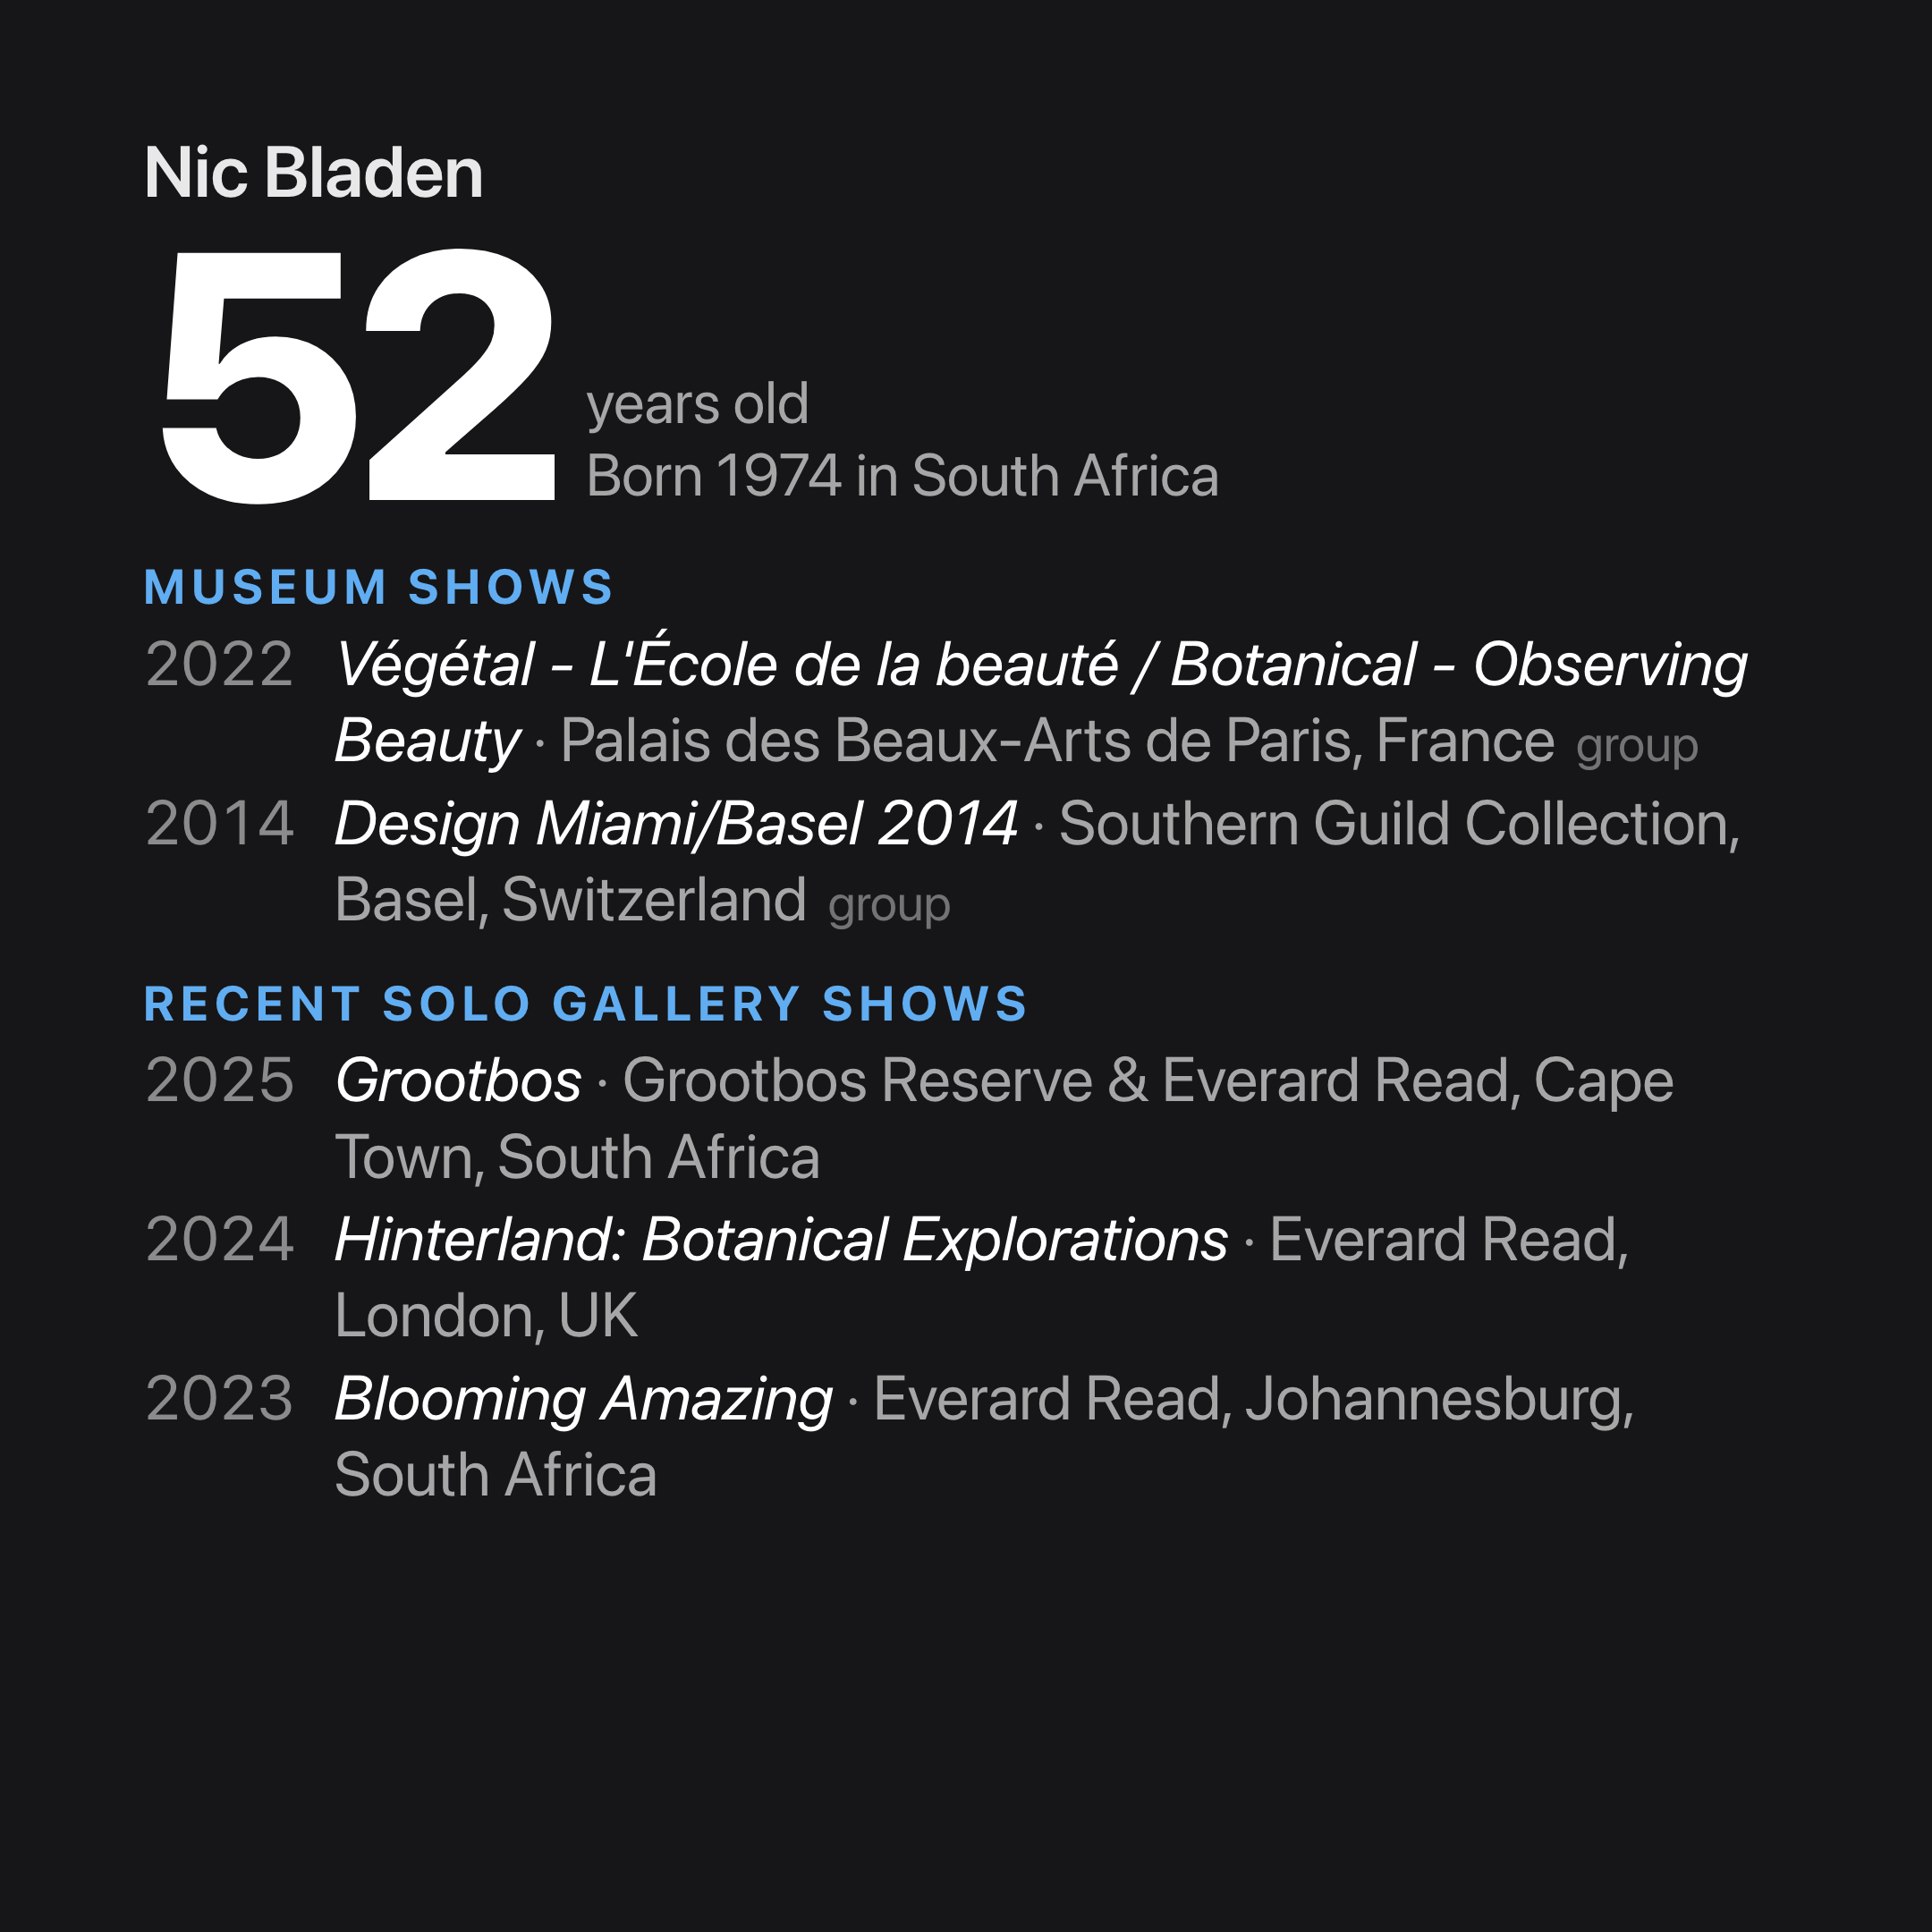 Nic Bladen
52
years old
Born 1974 in South Africa
MUSEUM SHOWS
2022 Végétal - L'École de la beauté / Botanical - Observing
Beauty · Palais des Beaux-Arts de Paris, France group
2014 Design Miami/Basel 2014 · Southern Guild Collection,
Basel, Switzerland group
RECENT SOLO GALLERY SHOWS
2025 Grootbos · Grootbos Reserve & Everard Read, Cape
Town, South Africa
2024 Hinterland: Botanical Explorations · Everard Read,
London, UK
2023 Blooming Amazing · Everard Read, Johannesburg,
South Africa